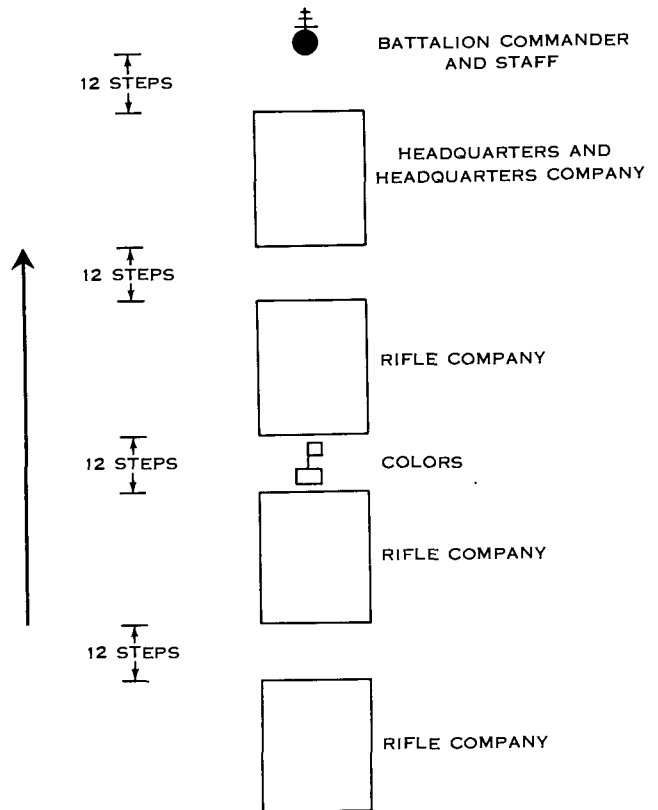 BATTALION COMMANDER
AND STAFF
12 STEPS
HEADQUARTERS AND
HEADQUARTERS COMPANY
12 STEPS
RIFLE COMPANY
12 STEPS
COLORS
RIFLE COMPANY
12 STEPS
RIFLE COMPANY